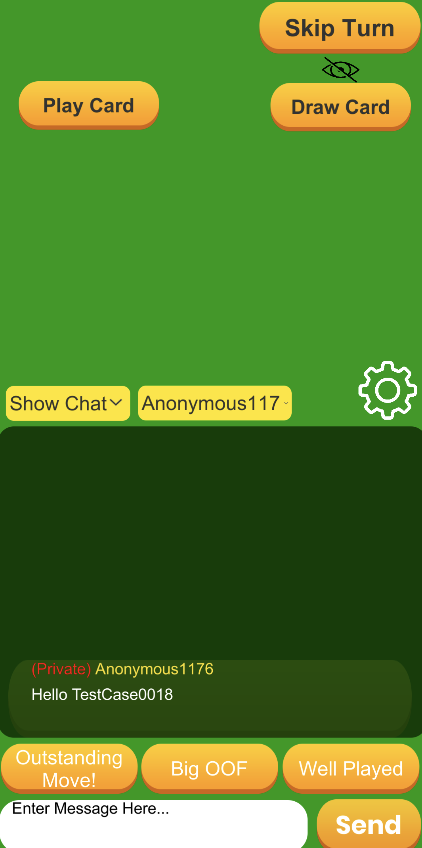 Skip Turn
Play Card
Draw Card
Show Chat
Anonymous117
(Private) Anonymous1176
Hello TestCase0018
Outstanding
Move!
Big OOF
Well Played
Enter Message Here...
Send